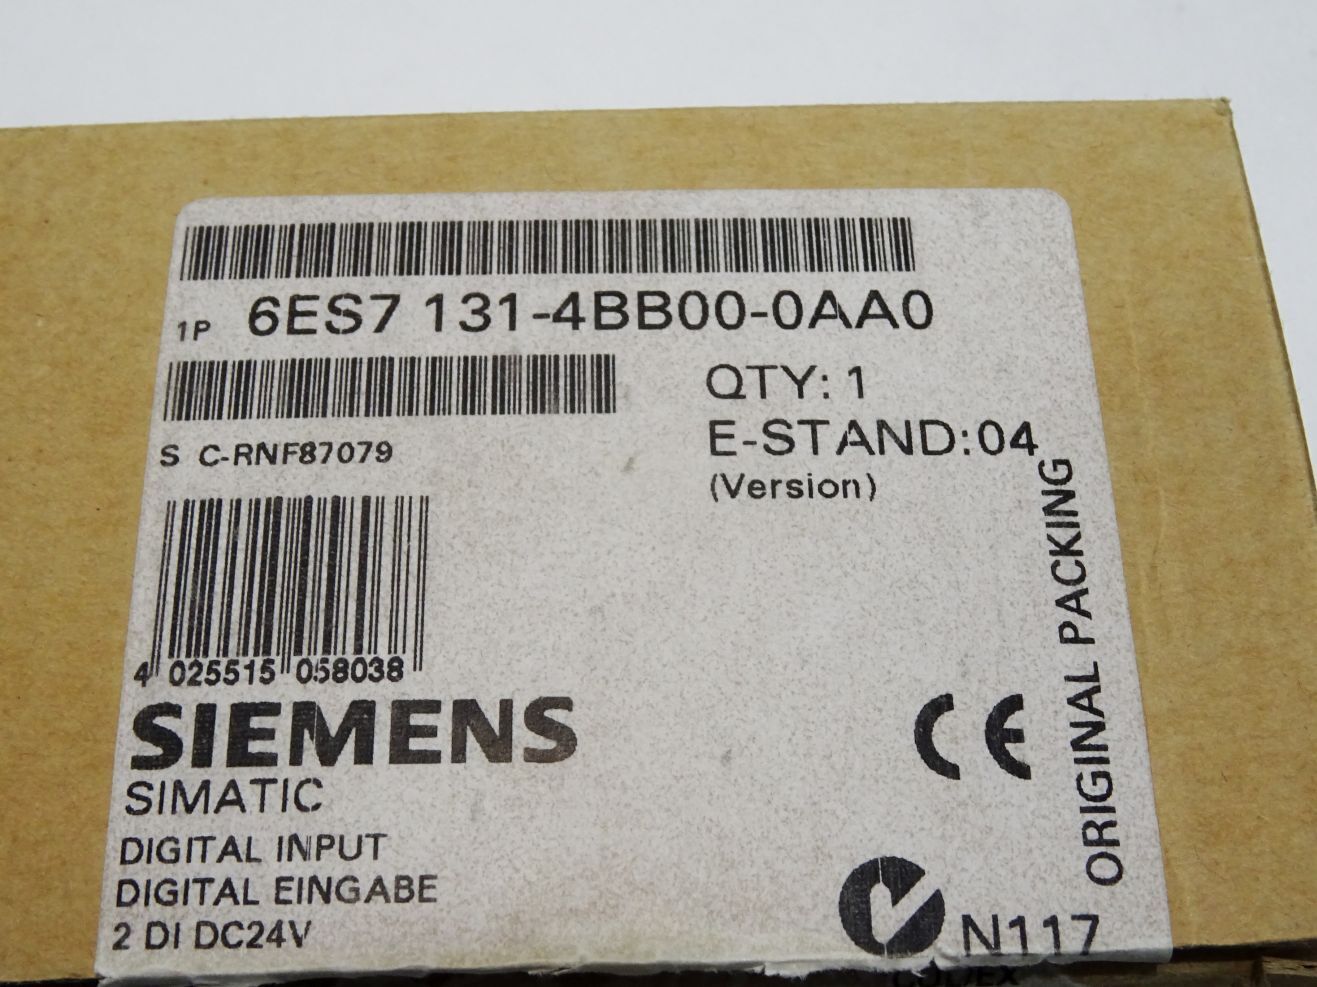 1P 6ES7 131-4BB00-0AA0
QTY: 1
S C-RNF87079
E-STAND:04
(Version)
ORIGINAL PACKING
4 025515 058038
SIEMENS
SIMATIC
DIGITAL INPUT
DIGITAL EINGABE
2 DI DC24V
CE
N117